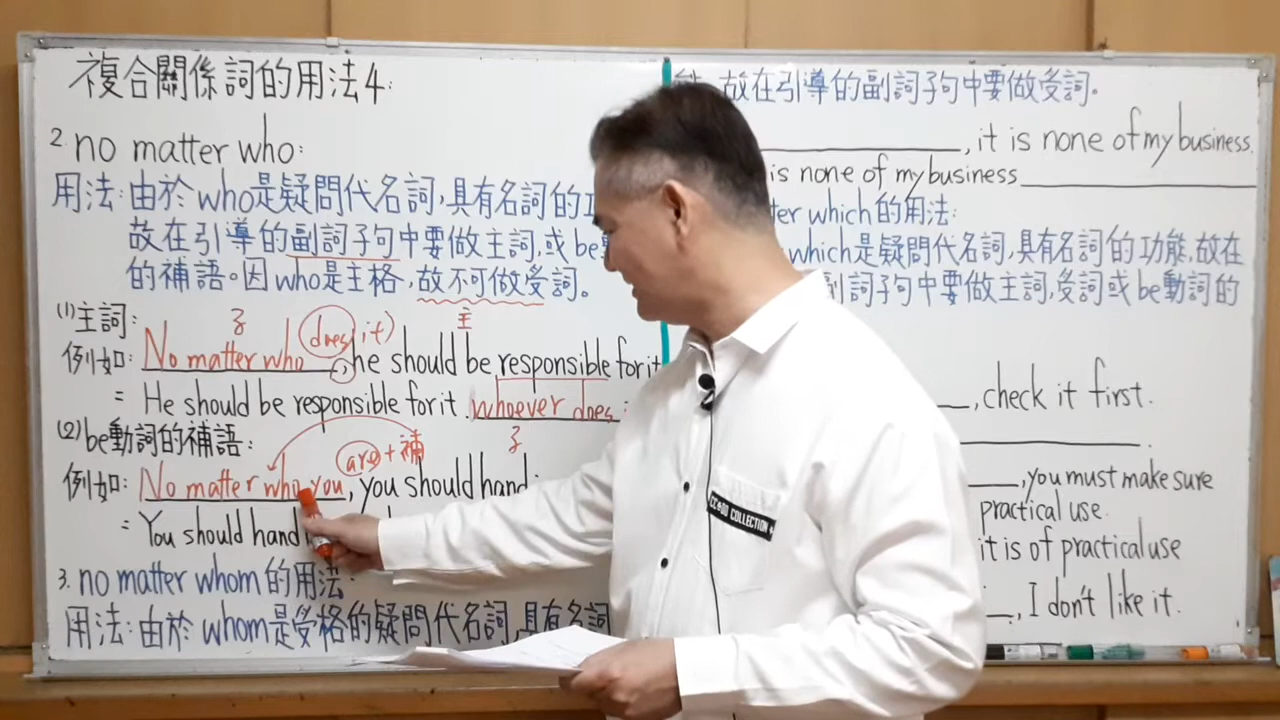 複合關係詞的用法4:
2. no matter who:
用法:由於who是疑問代名詞,具有名詞的
故在引導的副詞子句中要做主詞,或be
的補語。因who是主格,故不可做受詞。
(1)主詞:
子 does it) 主
例如: No matter who , he should be responsible for it
= He should be responsible for it. whoever does
子
(2)be動詞的補語:
are + 補
例如: No matter who you , you should hand
= You should hand
3. no matter whom 的用法:
用法:由於 whom是受格的疑問代名詞,具有名詞
故在引導的副詞子句中要做受詞。
, it is none of my business.
is none of my business
which的用法:
which是疑問代名詞,具有名詞的功能,故在
副詞子句中要做主詞,受詞或be動詞的
, check it first.
, you must make sure
practical use.
it is of practical use
, I don't like it.
COLLECTION